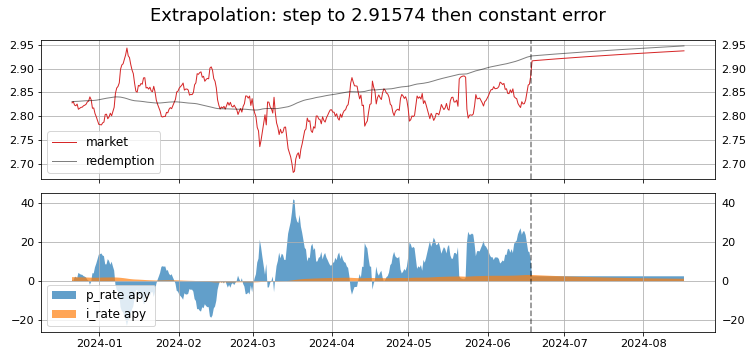 Extrapolation: step to 2.91574 then constant error
2.95 2.95
2.90 2.90
2.85 2.85
2.80 2.80
2.75 2.75
2.70 2.70
market
redemption
40 40
20 20
0 0
−20 −20
p_rate apy
i_rate apy
2024-01 2024-02 2024-03 2024-04 2024-05 2024-06 2024-07 2024-08